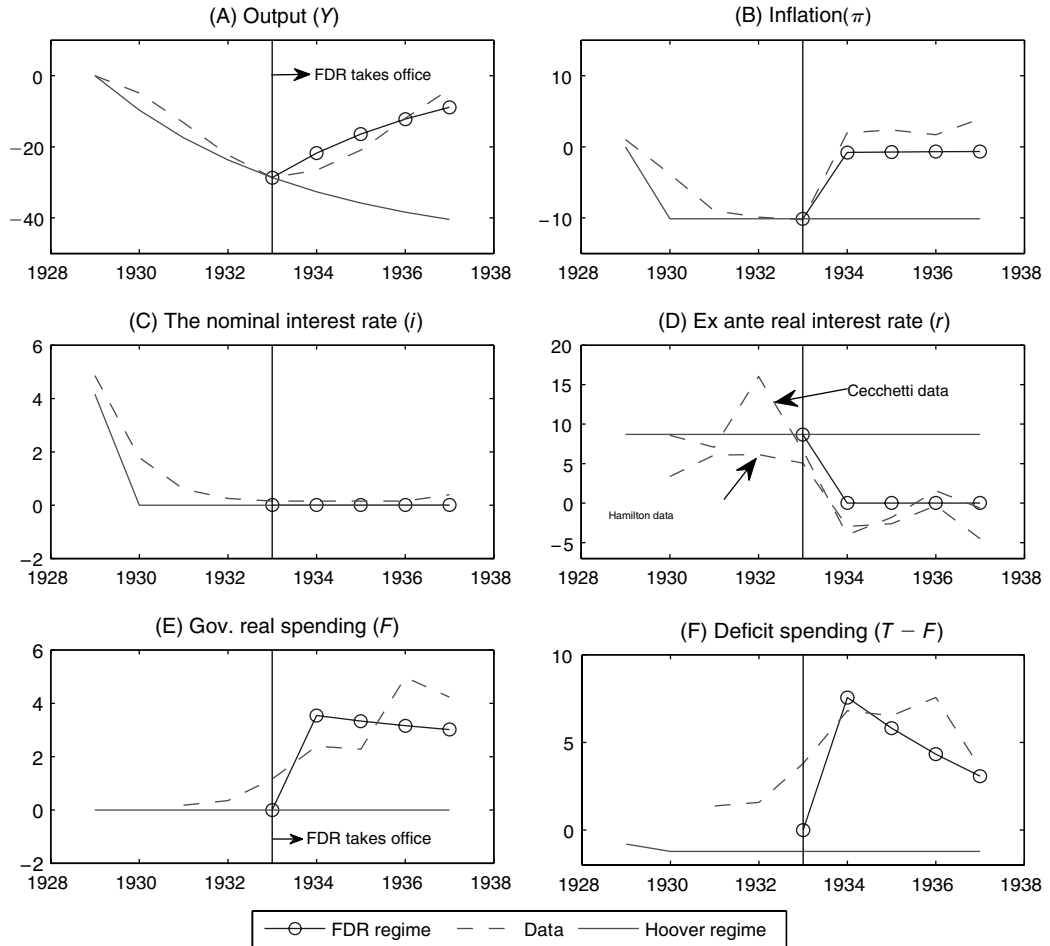 (A) Output (Y)
0
−20
−40
FDR takes office
1928 1930 1932 1934 1936 1938
(B) Inflation(π)
10
0
−10
1928 1930 1932 1934 1936 1938
(C) The nominal interest rate (i)
6
4
2
0
−2
1928 1930 1932 1934 1936 1938
(D) Ex ante real interest rate (r)
20
15
10
5
0
−5
Cecchetti data
Hamilton data
1928 1930 1932 1934 1936 1938
(E) Gov. real spending (F)
6
4
2
0
−2
FDR takes office
1928 1930 1932 1934 1936 1938
(F) Deficit spending (T − F)
10
5
0
1928 1930 1932 1934 1936 1938
FDR regime Data Hoover regime